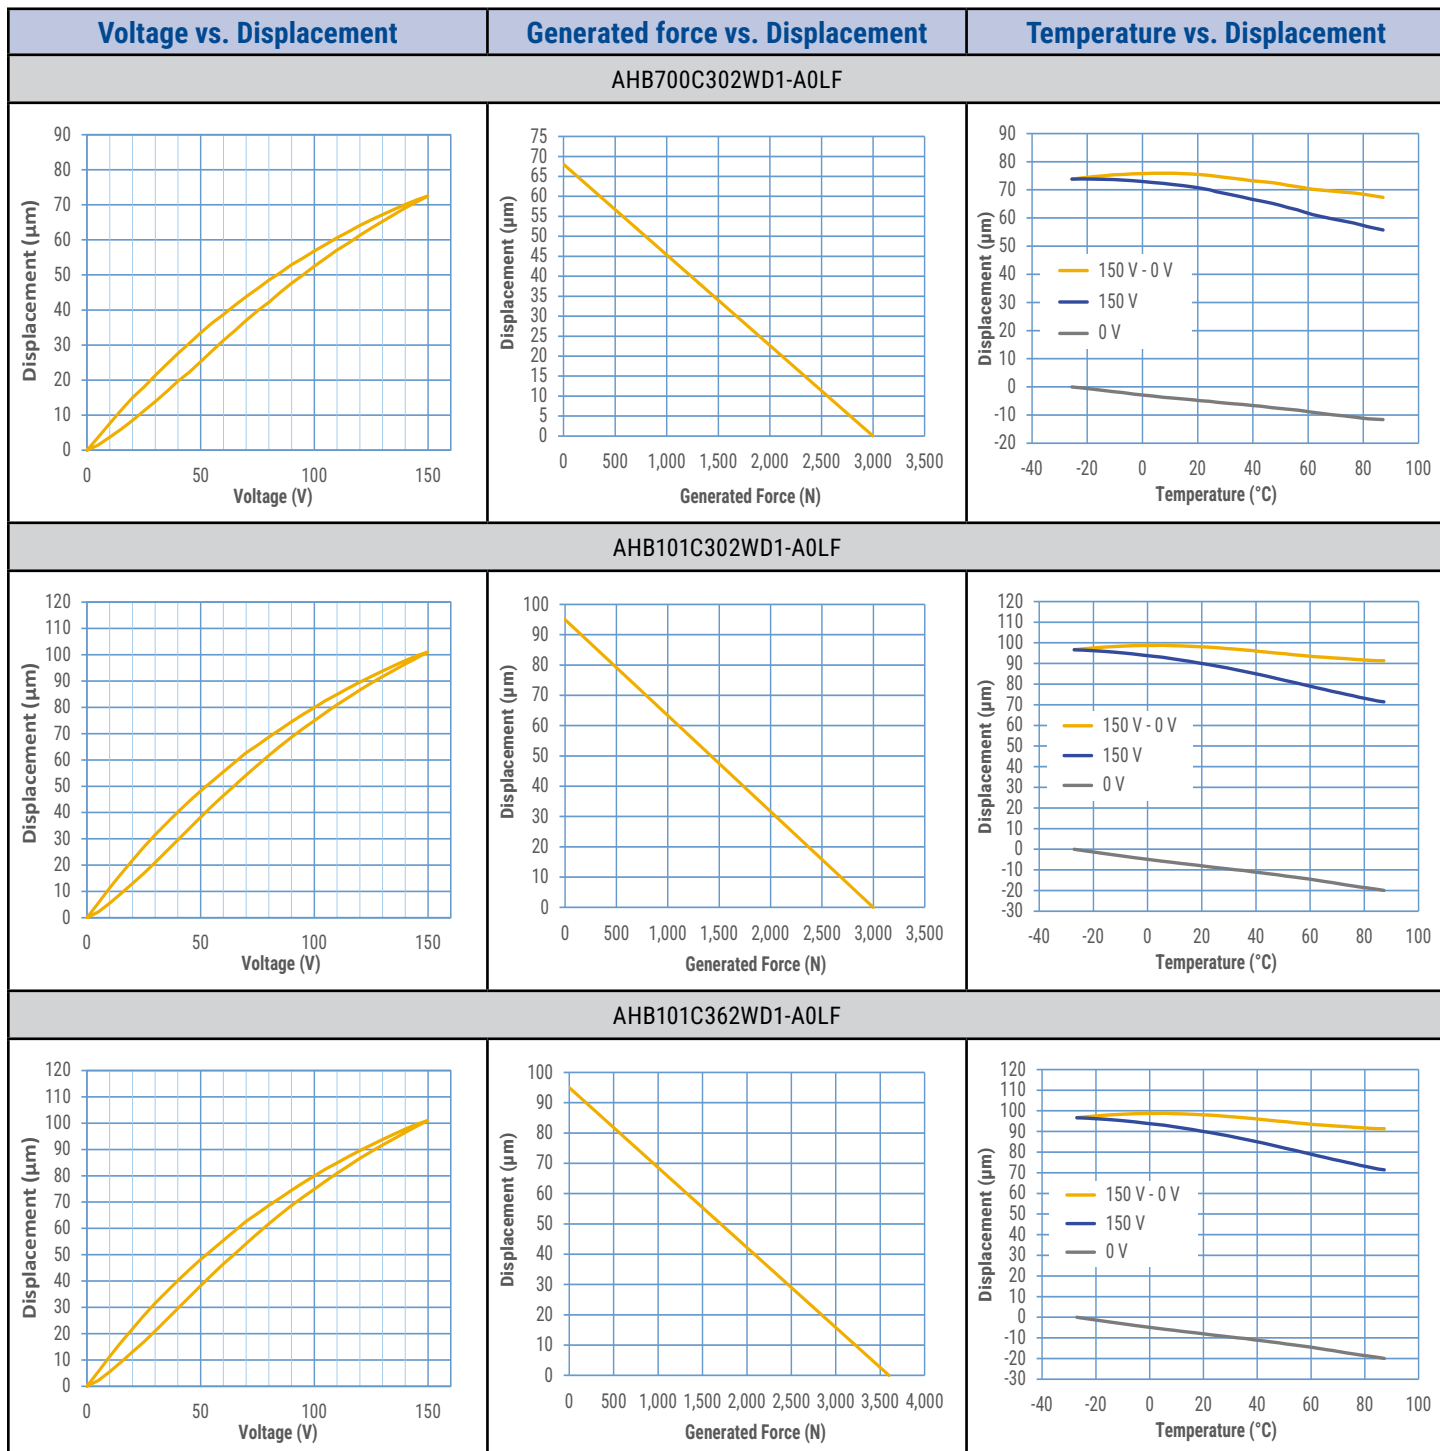 Voltage vs. Displacement
Generated force vs. Displacement
Temperature vs. Displacement
AHB700C302WD1-A0LF
Displacement (µm)
90
80
70
60
50
40
30
20
10
0
0 50 100 150
Voltage (V)
Displacement (µm)
75
70
65
60
55
50
45
40
35
30
25
20
15
10
5
0
0 500 1,000 1,500 2,000 2,500 3,000 3,500
Generated Force (N)
Displacement (µm)
90
80
70
60
50
40
30
20
10
0
-10
-20
150 V - 0 V
150 V
0 V
-40 -20 0 20 40 60 80 100
Temperature (°C)
AHB101C302WD1-A0LF
Displacement (µm)
120
110
100
90
80
70
60
50
40
30
20
10
0
0 50 100 150
Voltage (V)
Displacement (µm)
100
90
80
70
60
50
40
30
20
10
0
0 500 1,000 1,500 2,000 2,500 3,000 3,500
Generated Force (N)
Displacement (µm)
120
110
100
90
80
70
60
50
40
30
20
10
0
-10
-20
-30
150 V - 0 V
150 V
0 V
-40 -20 0 20 40 60 80 100
Temperature (°C)
AHB101C362WD1-A0LF
Displacement (µm)
120
110
100
90
80
70
60
50
40
30
20
10
0
0 50 100 150
Voltage (V)
Displacement (µm)
100
90
80
70
60
50
40
30
20
10
0
0 500 1,000 1,500 2,000 2,500 3,000 3,500 4,000
Generated Force (N)
Displacement (µm)
120
110
100
90
80
70
60
50
40
30
20
10
0
-10
-20
-30
150 V - 0 V
150 V
0 V
-40 -20 0 20 40 60 80 100
Temperature (°C)